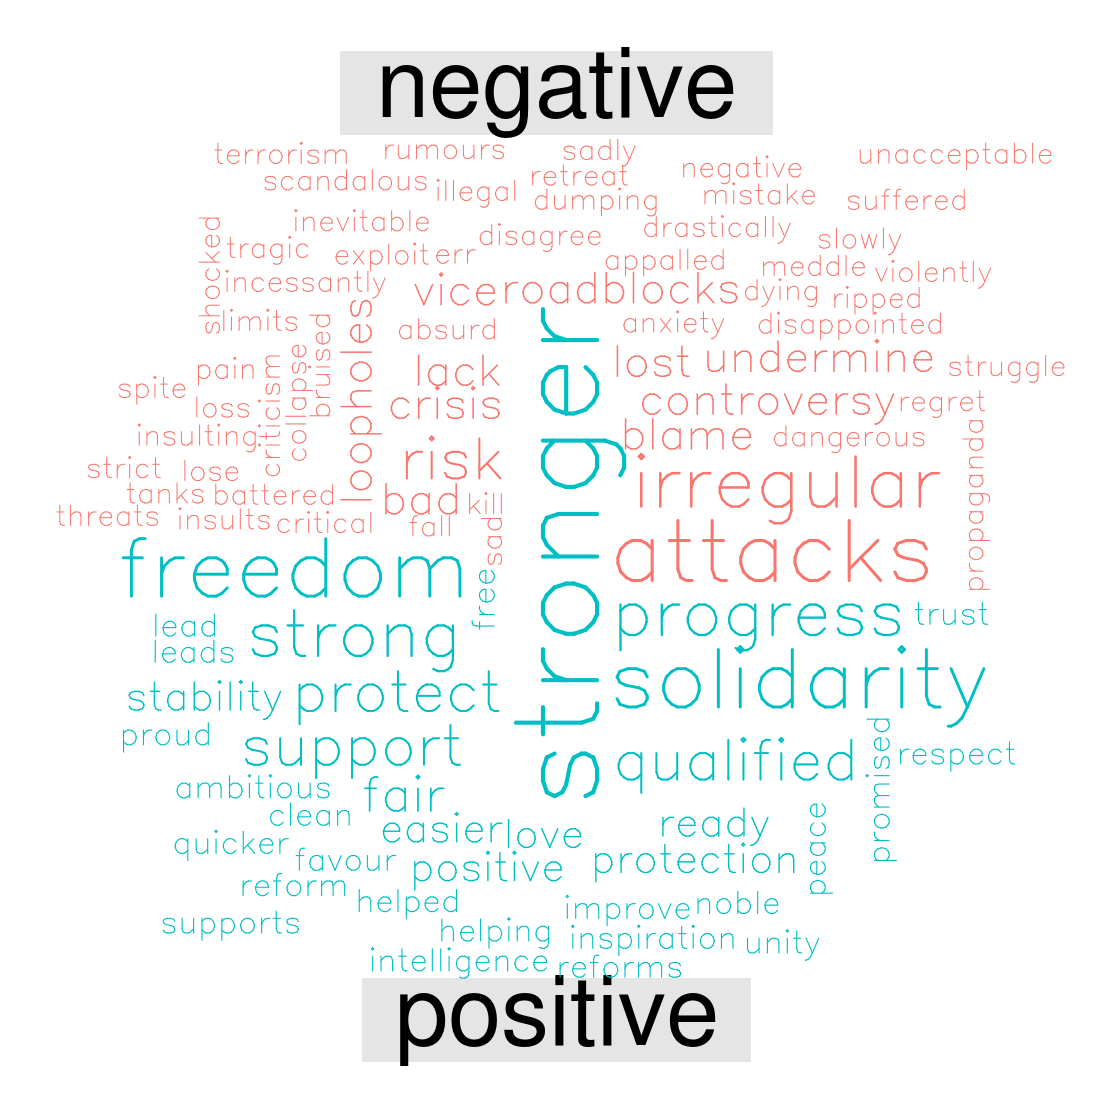 negative
terrorism rumours sadly unacceptable
scandalous illegal retreat negative
dumping mistake suffered
inevitable disagree drastically slowly
shocked tragic exploit err appalled meddle violently
incessantly vice roadblocks dying ripped
limits absurd anxiety disappointed
bruised loopholes lack lost undermine struggle
pain collapse criticism
spite crisis controversy regret
loss
insulting risk blame dangerous
strict lose irregular propaganda
tanks battered bad kill
threats insults critical fall sad
attacks
stronger
freedom free
lead strong progress trust
leads
stability protect solidarity
proud support qualified promised respect
ambitious fair
clean easier love ready peace
quicker favour positive protection
reform helped improve noble
supports helping inspiration unity
intelligence reforms
positive